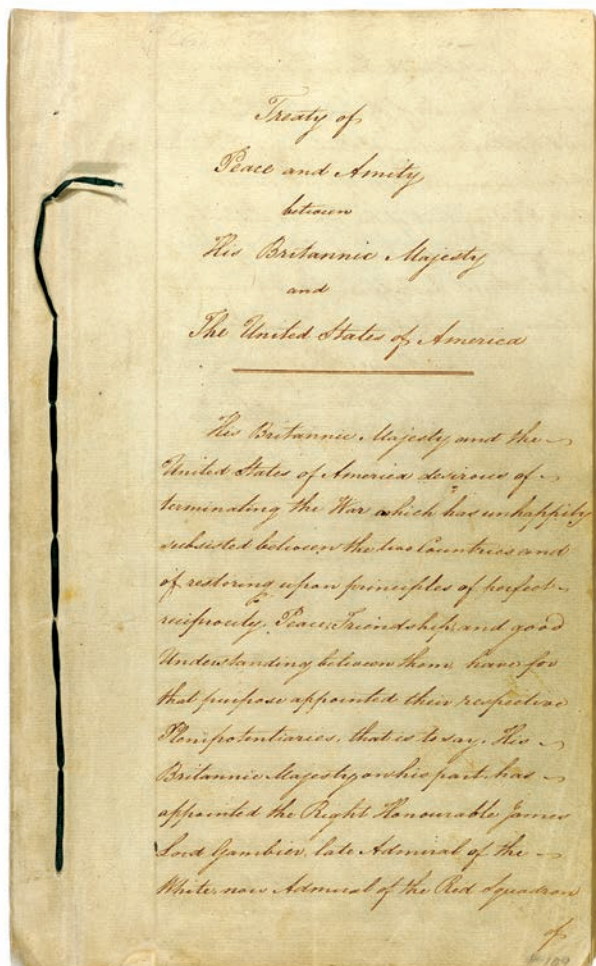 Treaty of
Peace and Amity
between
His Britannic Majesty
and
The United States of America
His Britannic Majesty and the
United States of America desirous of
terminating the War which has unhappily
subsisted between the two Countries and
of restoring upon principles of perfect
reciprocity, Peace, Friendship, and good
Understanding between them, have for
that purpose appointed their respective
Plenipotentiaries, that is to say, His
Britannic Majesty on his part has
appointed the Right Honourable James
Lord Gambier, late Admiral of the
White, now Admiral of the Red Squadron
of